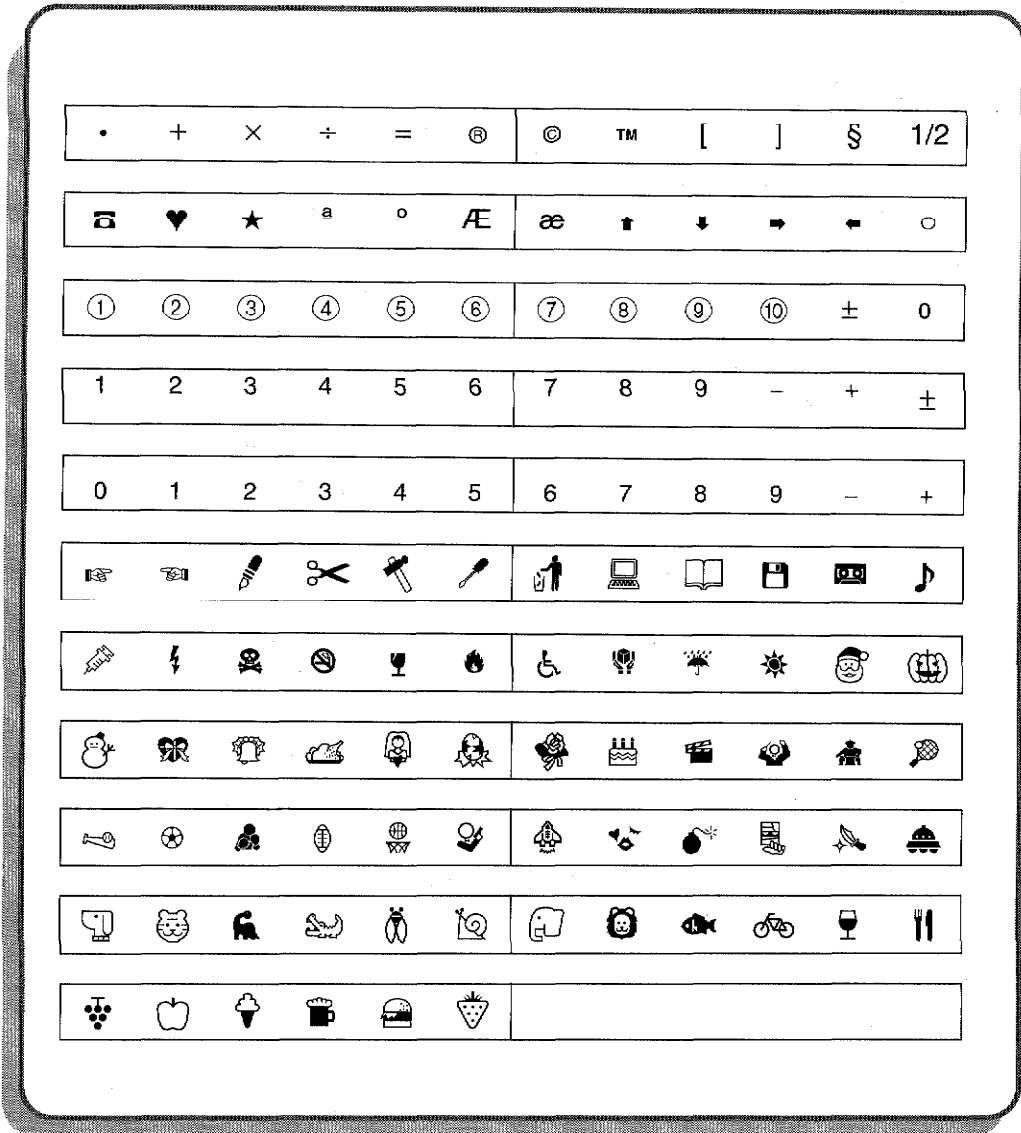 • + × ÷ = ® © ™ [ ] § 1/2
☎ ♥ ★ ª º Æ æ ⬆ ⬇ ➡ ⬅ ○
① ② ③ ④ ⑤ ⑥ ⑦ ⑧ ⑨ ⑩ ± 0
1 2 3 4 5 6 7 8 9 − + ±
0 1 2 3 4 5 6 7 8 9 − +